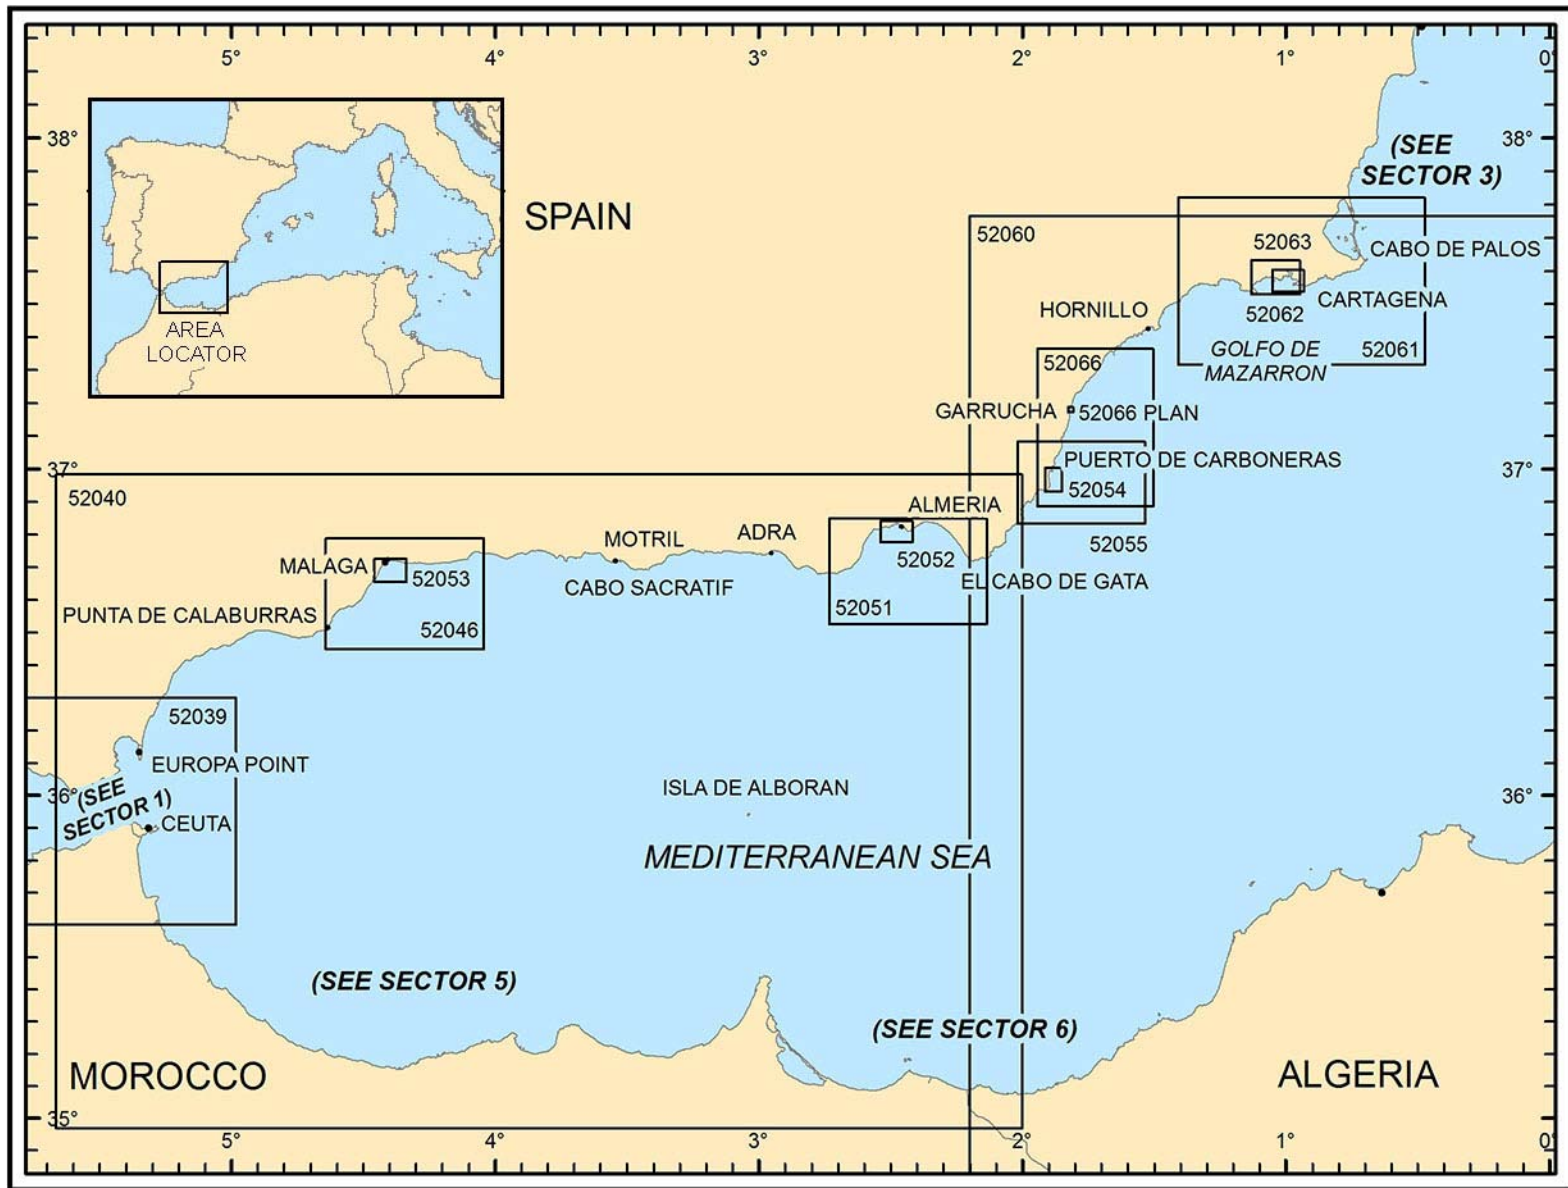 5°
4°
3°
2°
1°
0°
38°
38°
(SEE
SECTOR 3)
SPAIN
52060
52063
CABO DE PALOS
CARTAGENA
52062
HORNILLO
AREA
LOCATOR
GOLFO DE
MAZARRON
52061
52066
GARRUCHA
52066 PLAN
37°
37°
PUERTO DE CARBONERAS
52054
52040
ALMERIA
MOTRIL
ADRA
52055
52052
MALAGA
52053
CABO SACRATIF
EL CABO DE GATA
52051
PUNTA DE CALABURRAS
52046
52039
EUROPA POINT
ISLA DE ALBORAN
36°
36°
(SEE
SECTOR 1)
CEUTA
MEDITERRANEAN SEA
(SEE SECTOR 5)
(SEE SECTOR 6)
MOROCCO
ALGERIA
35°
5°
4°
3°
2°
1°
0°